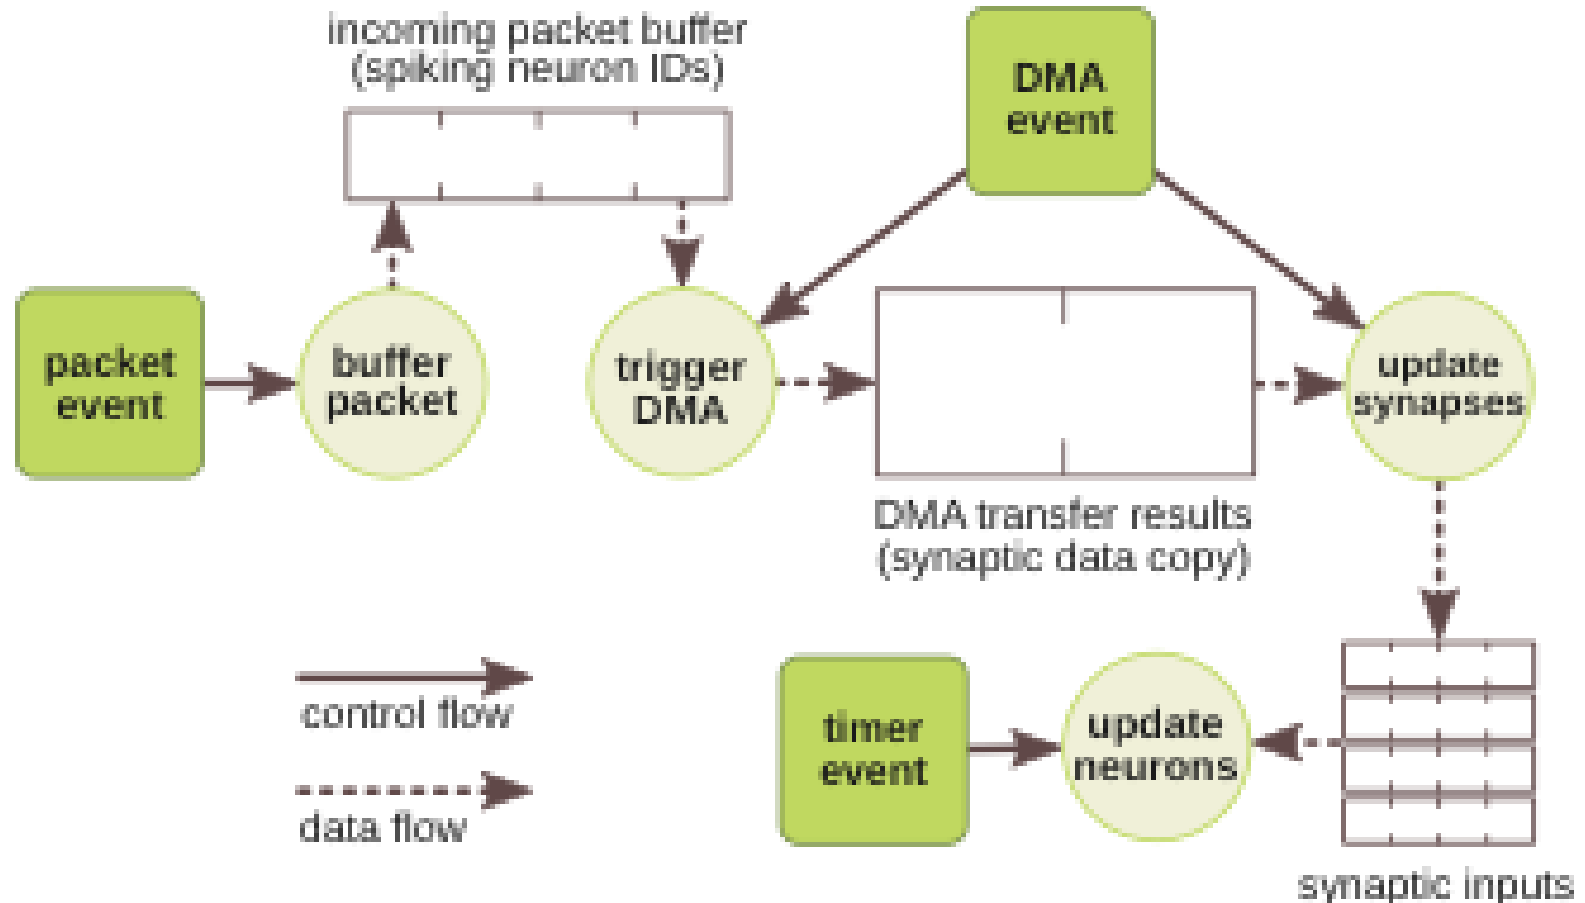 incoming packet buffer
(spiking neuron IDs)
DMA
event
packet
event
buffer
packet
trigger
DMA
update
synapses
DMA transfer results
(synaptic data copy)
control flow
data flow
timer
event
update
neurons
synaptic inputs